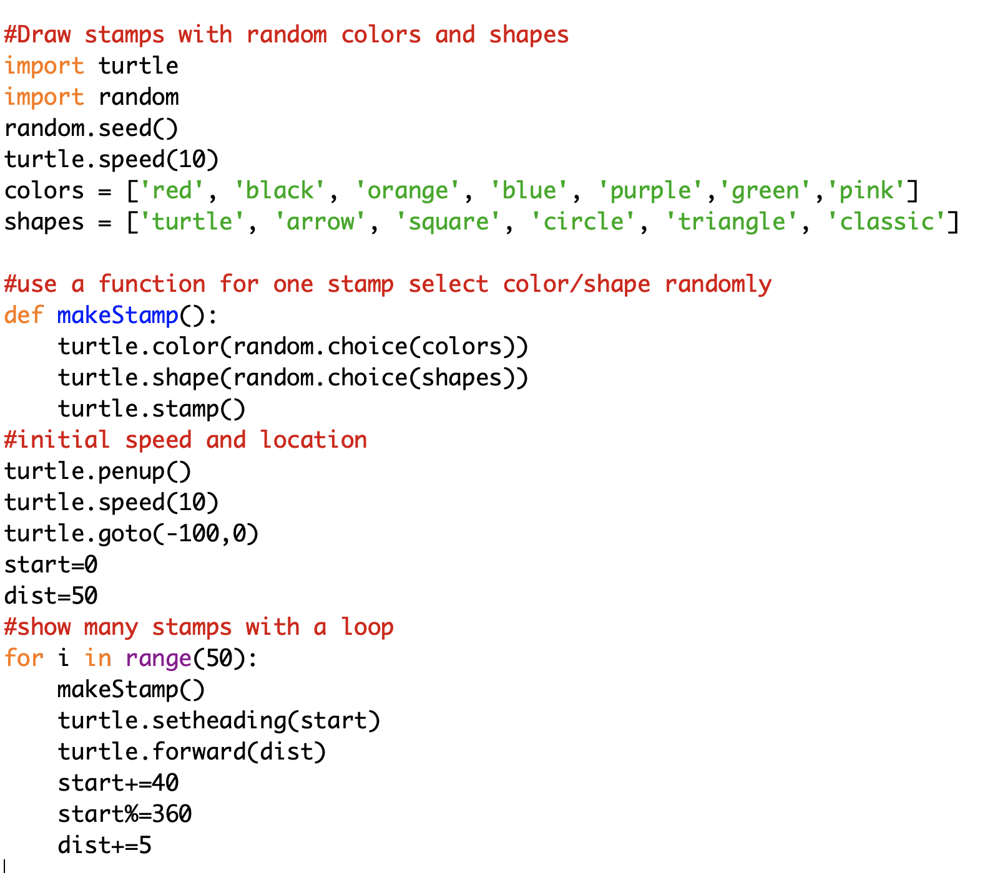 #Draw stamps with random colors and shapes
import turtle
import random
random.seed()
turtle.speed(10)
colors = ['red', 'black', 'orange', 'blue', 'purple','green','pink']
shapes = ['turtle', 'arrow', 'square', 'circle', 'triangle', 'classic']

#use a function for one stamp select color/shape randomly
def makeStamp():
    turtle.color(random.choice(colors))
    turtle.shape(random.choice(shapes))
    turtle.stamp()
#initial speed and location
turtle.penup()
turtle.speed(10)
turtle.goto(-100,0)
start=0
dist=50
#show many stamps with a loop
for i in range(50):
    makeStamp()
    turtle.setheading(start)
    turtle.forward(dist)
    start+=40
    start%=360
    dist+=5